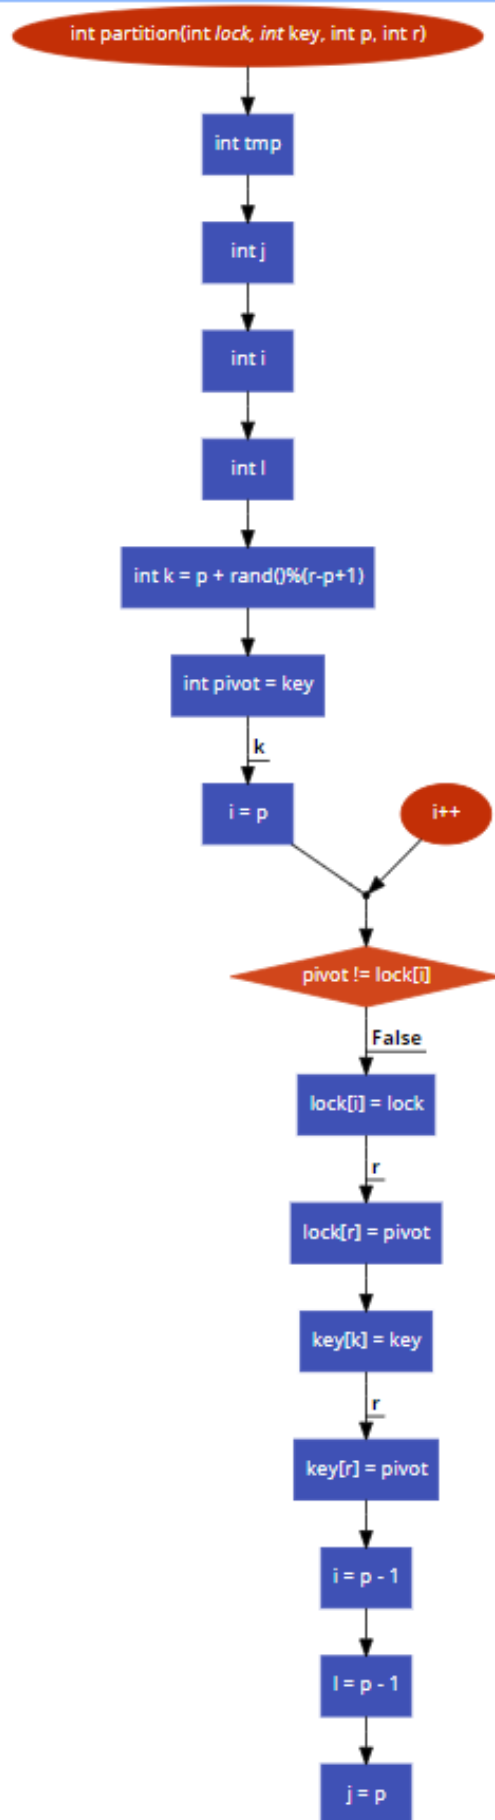 int partition(int lock, int key, int p, int r)
int tmp
int j
int i
int l
int k = p + rand()%(r-p+1)
int pivot = key
k
i = p
i++
pivot != lock[i]
False
lock[i] = lock
r
lock[r] = pivot
key[k] = key
r
key[r] = pivot
i = p - 1
l = p - 1
j = p